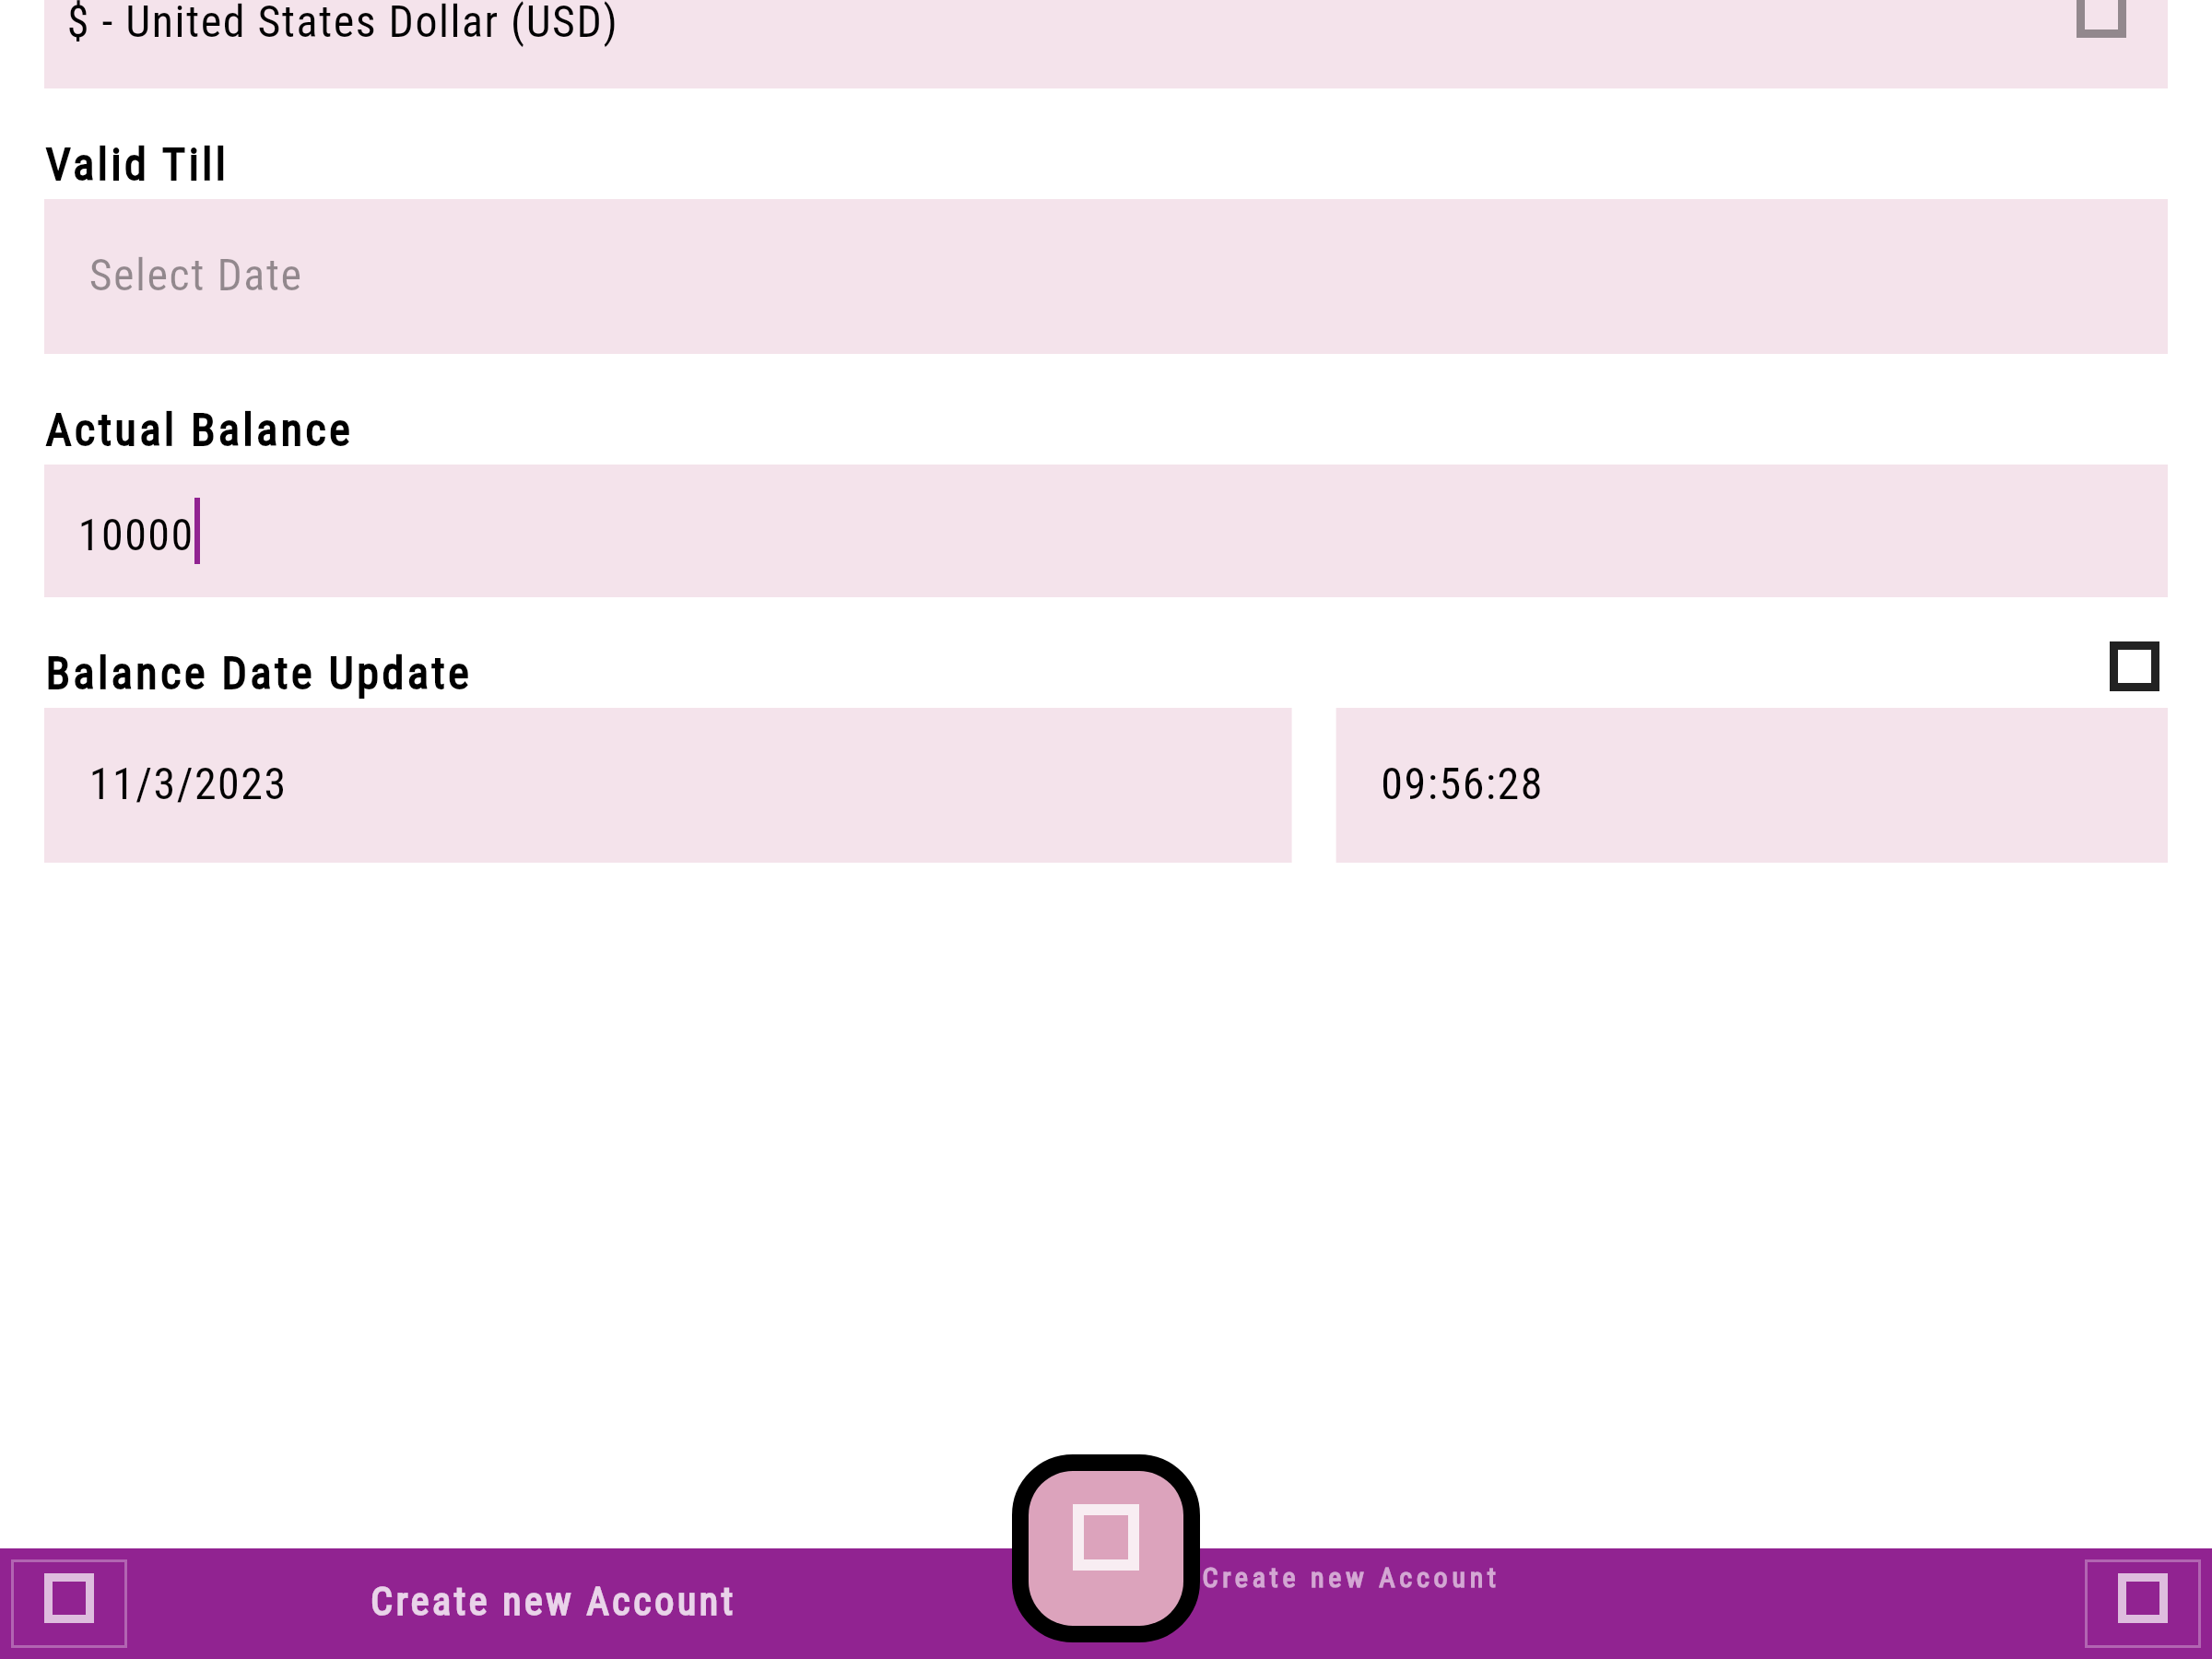 $ - United States Dollar (USD)
Valid Till
Select Date
Actual Balance
10000
Balance Date Update
11/3/2023
09:56:28
Create new Account
Create new Account